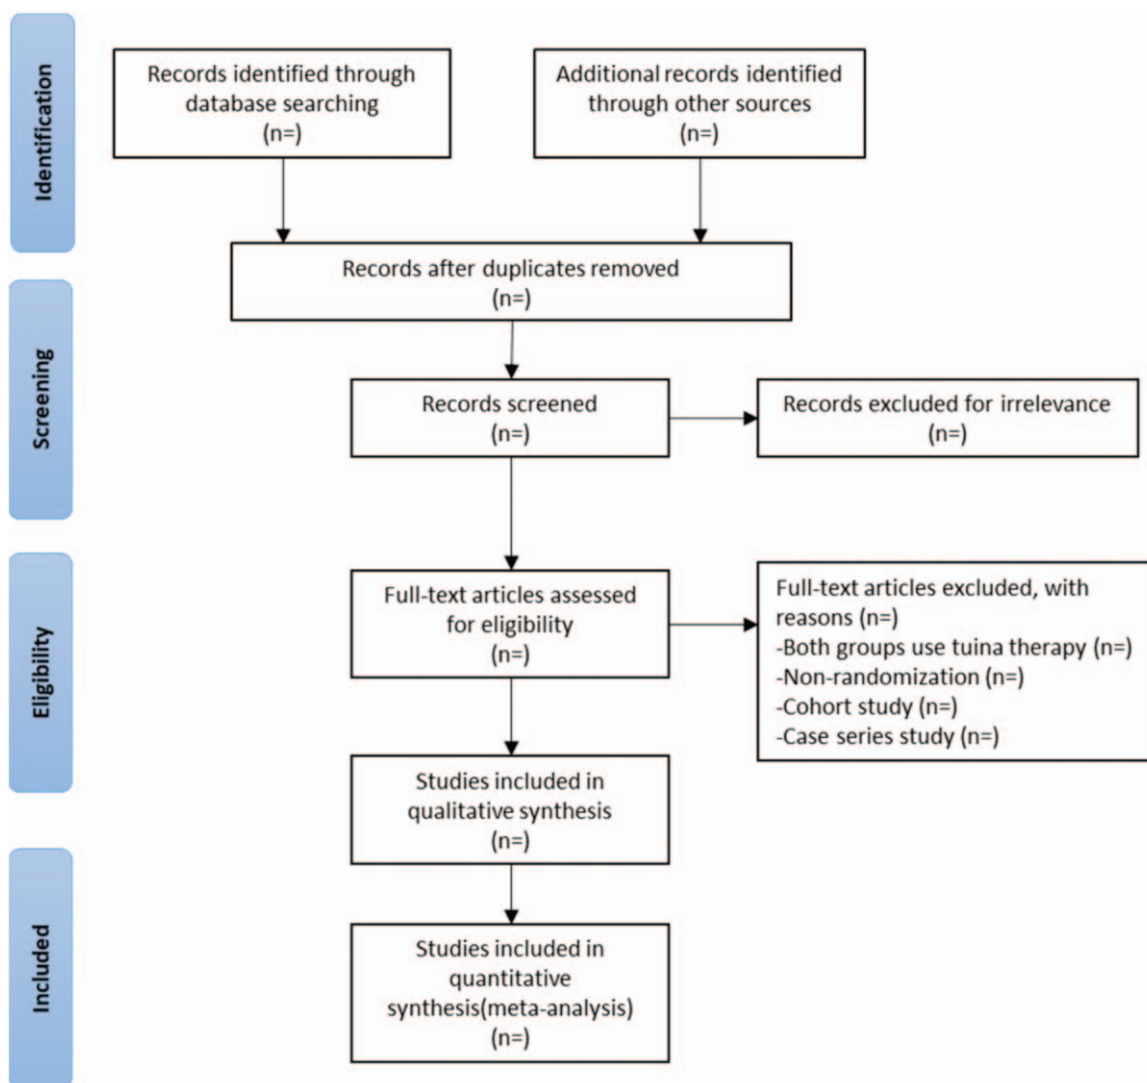 Identification
Records identified through
database searching
(n=)
Additional records identified
through other sources
(n=)
Records after duplicates removed
(n=)
Screening
Records screened
(n=)
Records excluded for irrelevance
(n=)
Eligibility
Full-text articles assessed
for eligibility
(n=)
Full-text articles excluded, with
reasons (n=)
-Both groups use tuina therapy (n=)
-Non-randomization (n=)
-Cohort study (n=)
-Case series study (n=)
Studies included in
qualitative synthesis
(n=)
Included
Studies included in
quantitative
synthesis(meta-analysis)
(n=)